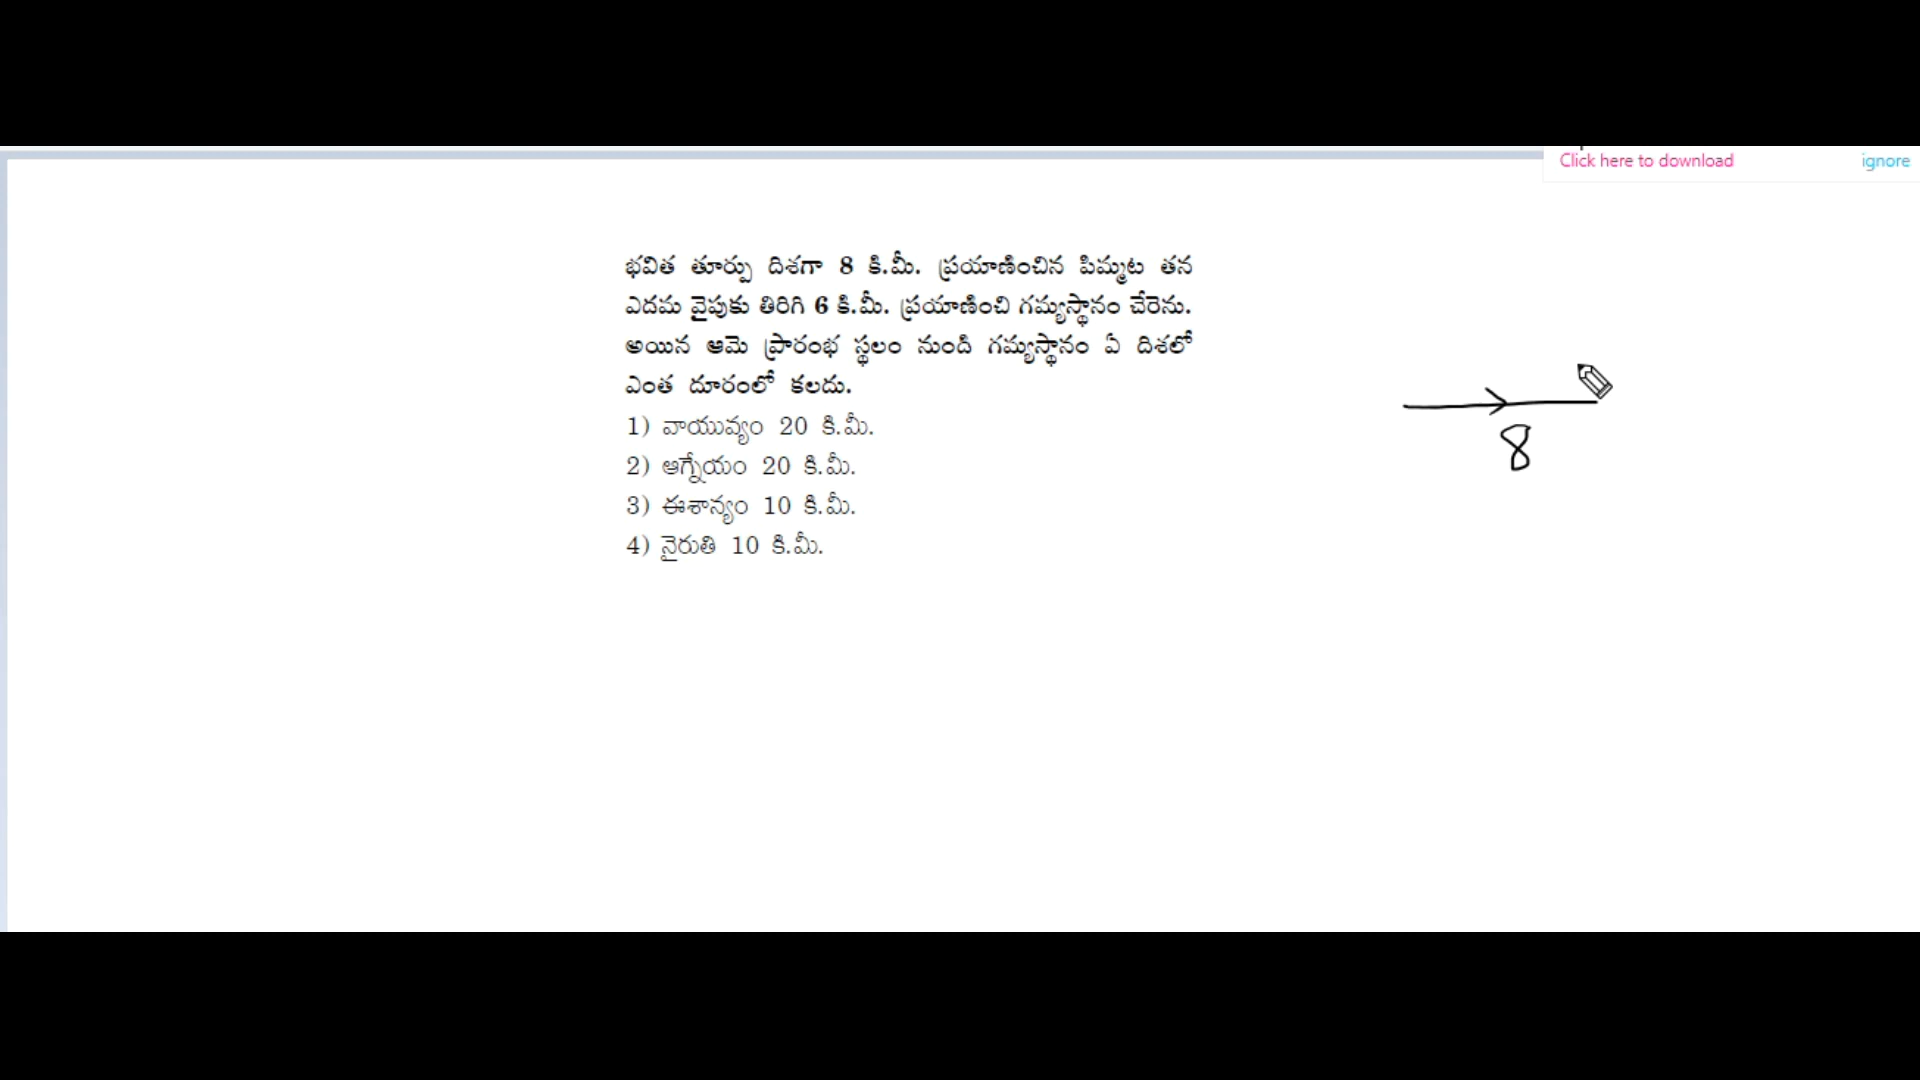 Click here to download ignore
భవిత తూర్పు దిశగా 8 కి.మీ. ప్రయాణించిన పిమ్మట తన
ఎదమ వైపుకు తిరిగి 6 కి.మీ. ప్రయాణించి గమ్యస్థానం చేరెను.
అయిన ఆమె ప్రారంభ స్థలం నుండి గమ్యస్థానం ఏ దిశలో
ఎంత దూరంలో కలదు.
1) వాయువ్యం 20 కి.మీ.
2) ఆగ్నేయం 20 కి.మీ.
3) ఈశాన్యం 10 కి.మీ.
4) నైరుతి 10 కి.మీ.
8